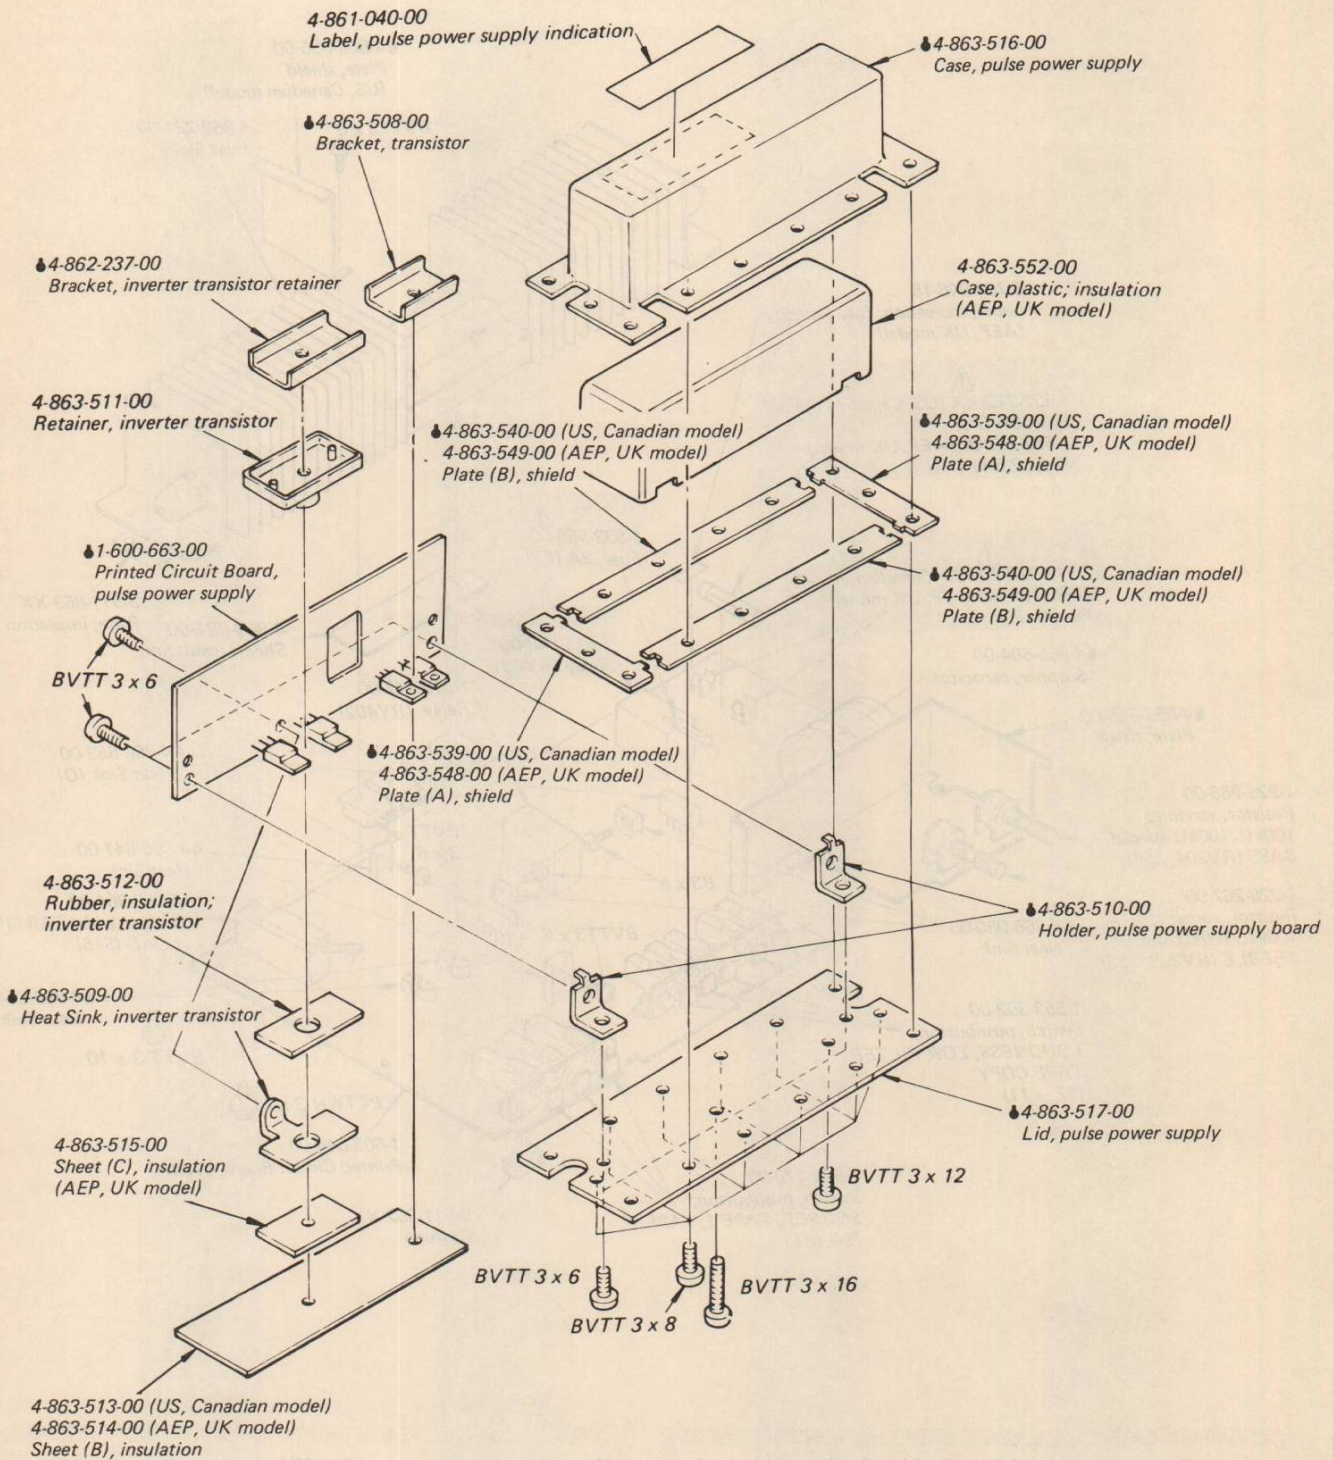 4-861-040-00
Label, pulse power supply indication
4-863-516-00
Case, pulse power supply
4-863-508-00
Bracket, transistor
4-862-237-00
Bracket, inverter transistor retainer
4-863-552-00
Case, plastic; insulation
(AEP, UK model)
4-863-511-00
Retainer, inverter transistor
4-863-540-00 (US, Canadian model)
4-863-549-00 (AEP, UK model)
Plate (B), shield
4-863-539-00 (US, Canadian model)
4-863-548-00 (AEP, UK model)
Plate (A), shield
1-600-663-00
Printed Circuit Board,
pulse power supply
4-863-540-00 (US, Canadian model)
4-863-549-00 (AEP, UK model)
Plate (B), shield
BVTT 3 x 6
4-863-539-00 (US, Canadian model)
4-863-548-00 (AEP, UK model)
Plate (A), shield
4-863-512-00
Rubber, insulation;
inverter transistor
4-863-510-00
Holder, pulse power supply board
4-863-509-00
Heat Sink, inverter transistor
4-863-517-00
Lid, pulse power supply
4-863-515-00
Sheet (C), insulation
(AEP, UK model)
BVTT 3 x 12
BVTT 3 x 6
BVTT 3 x 16
BVTT 3 x 8
4-863-513-00 (US, Canadian model)
4-863-514-00 (AEP, UK model)
Sheet (B), insulation